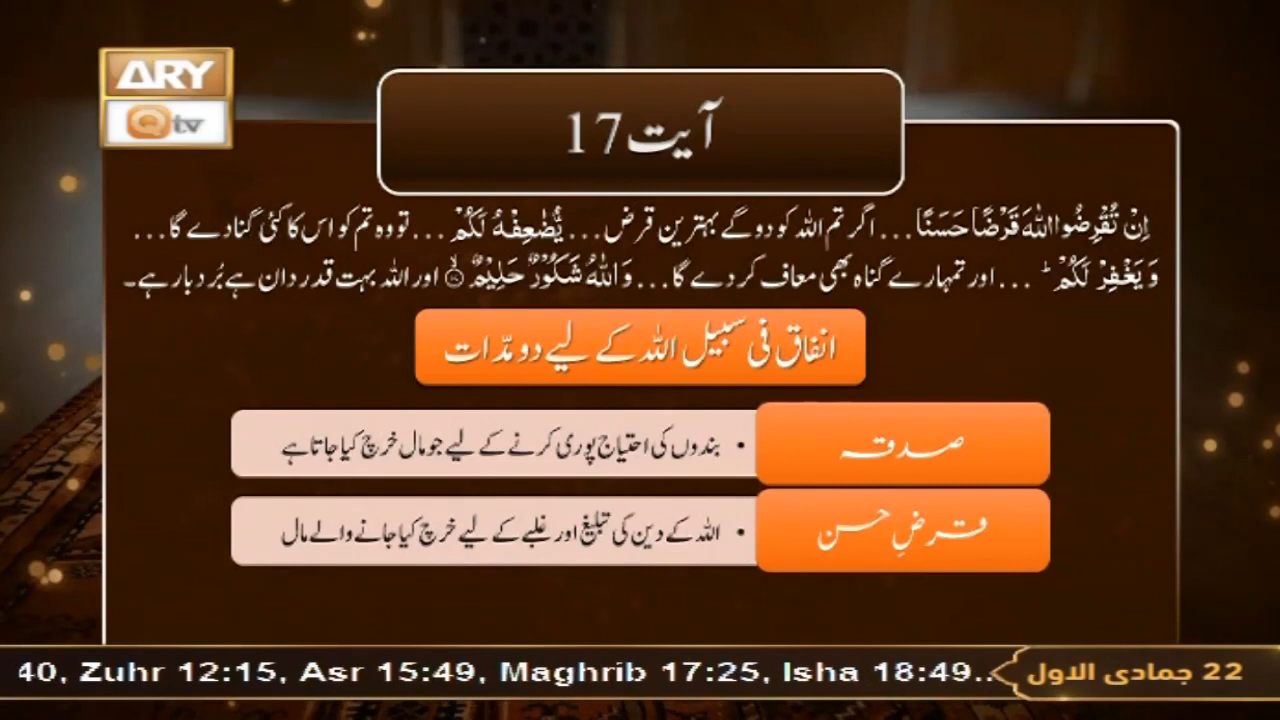 ARY
Qtv
آیت 17
اِنْ تُقْرِضُوا اللّٰهَ قَرْضًا حَسَنًا... اگر تم اللہ کو دو گے بہترین قرض... یُّضٰعِفْهُ لَكُمْ... تو وہ تم کو اس کا کئی گنا دے گا...
وَ یَغْفِرْ لَكُمْ ؕ ... اور تمہارے گناہ بھی معاف کر دے گا... وَ اللّٰهُ شَكُوْرٌ حَلِیْمٌ اور اللہ بہت قدر دان ہے بُردبار ہے۔
انفاق فی سبیل اللہ کے لیے دو مدّات
صدقہ
• بندوں کی احتیاج پوری کرنے کے لیے جو مال خرچ کیا جاتا ہے
قرضِ حسن
• اللہ کے دین کی تبلیغ اور غلبے کے لیے خرچ کیا جانے والے مال
40, Zuhr 12:15, Asr 15:49, Maghrib 17:25, Isha 18:49..
22 جمادی الاول